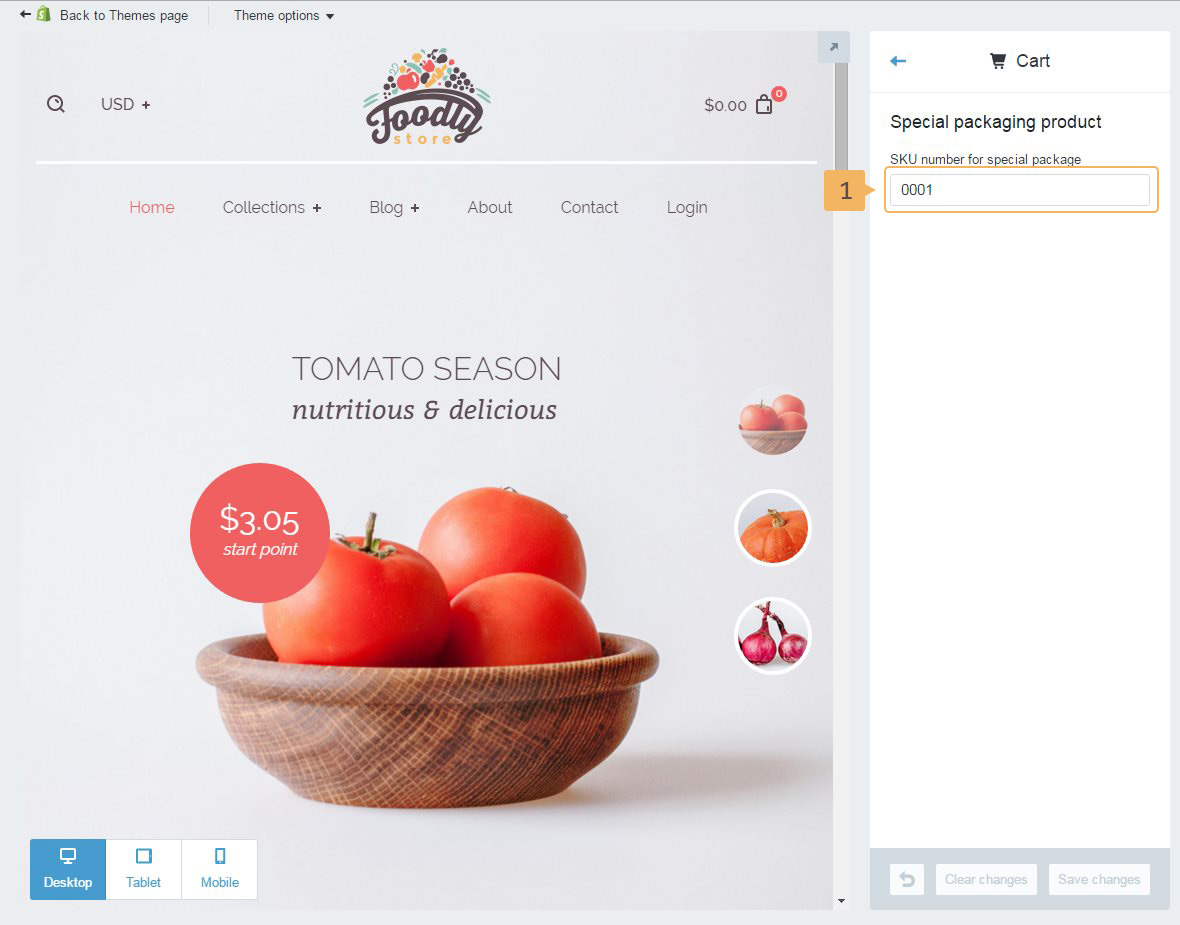 Back to Themes page Theme options
USD + $0.00 0
Foodly
store
Home Collections + Blog + About Contact Login
TOMATO SEASON
nutritious & delicious
$3.05
start point
Desktop Tablet Mobile
Cart
Special packaging product
SKU number for special package
1 0001
Clear changes Save changes